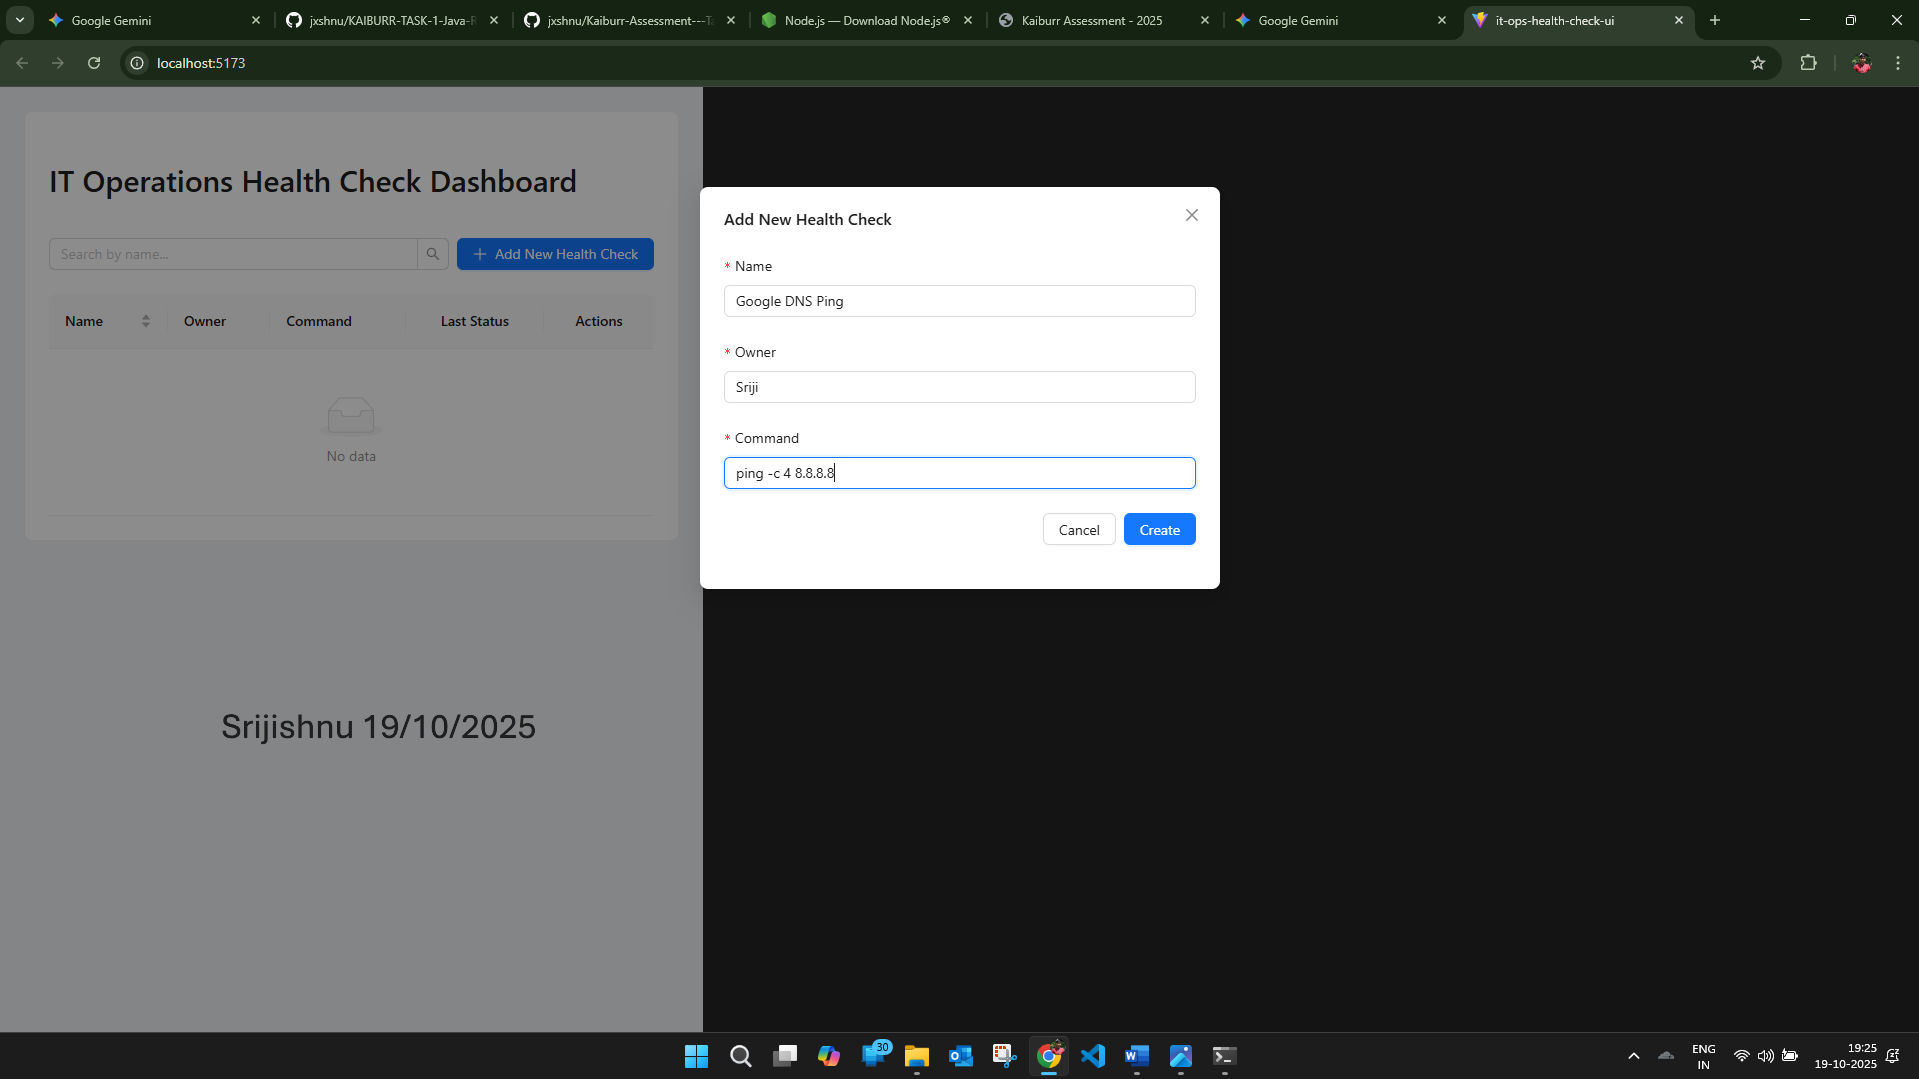 Google Gemini
jxshnu/KAIBURR-TASK-1-Java-R
jxshnu/Kaiburr-Assessment---Ta
Node.js — Download Node.js®
Kaiburr Assessment - 2025
Google Gemini
it-ops-health-check-ui
localhost:5173
IT Operations Health Check Dashboard
Search by name...
Add New Health Check
Name
Owner
Command
Last Status
Actions
No data
Srijishnu 19/10/2025
Add New Health Check
* Name
Google DNS Ping
* Owner
Sriji
* Command
ping -c 4 8.8.8.8
Cancel
Create
30
ENG
IN
19:25
19-10-2025